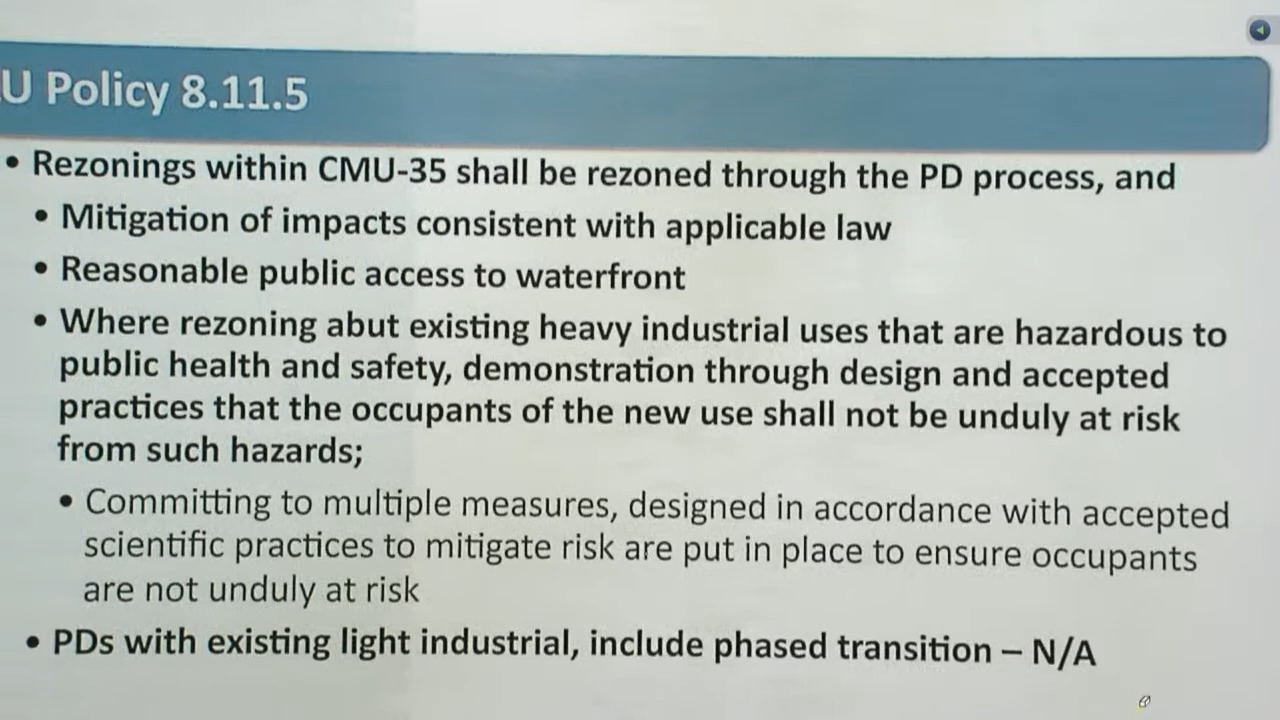 U Policy 8.11.5
• Rezonings within CMU-35 shall be rezoned through the PD process, and
• Mitigation of impacts consistent with applicable law
• Reasonable public access to waterfront
• Where rezoning abut existing heavy industrial uses that are hazardous to
public health and safety, demonstration through design and accepted
practices that the occupants of the new use shall not be unduly at risk
from such hazards;
• Committing to multiple measures, designed in accordance with accepted
scientific practices to mitigate risk are put in place to ensure occupants
are not unduly at risk
• PDs with existing light industrial, include phased transition – N/A